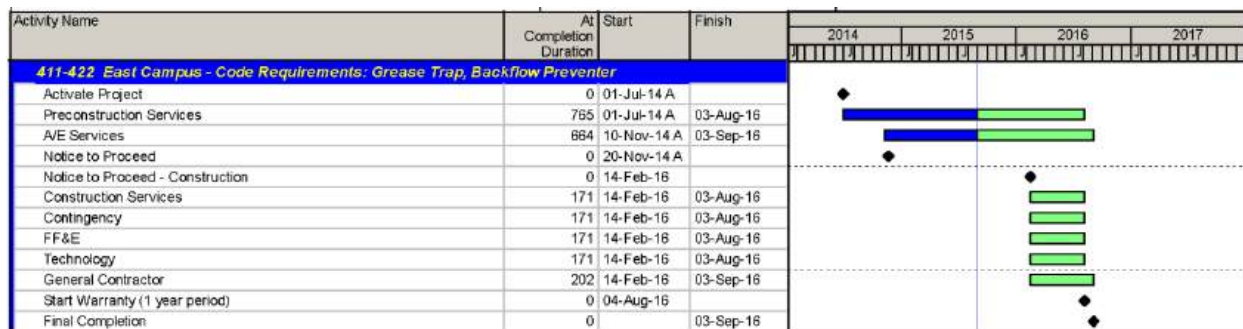 Activity Name At Completion Duration Start Finish
2014 2015 2016 2017
J J J J J J J J
411-422 East Campus - Code Requirements: Grease Trap, Backflow Preventer
Activate Project 0 01-Jul-14 A
Preconstruction Services 765 01-Jul-14 A 03-Aug-16
A/E Services 664 10-Nov-14 A 03-Sep-16
Notice to Proceed 0 20-Nov-14 A
Notice to Proceed - Construction 0 14-Feb-16
Construction Services 171 14-Feb-16 03-Aug-16
Contingency 171 14-Feb-16 03-Aug-16
FF&E 171 14-Feb-16 03-Aug-16
Technology 171 14-Feb-16 03-Aug-16
General Contractor 202 14-Feb-16 03-Sep-16
Start Warranty (1 year period) 0 04-Aug-16
Final Completion 0 03-Sep-16